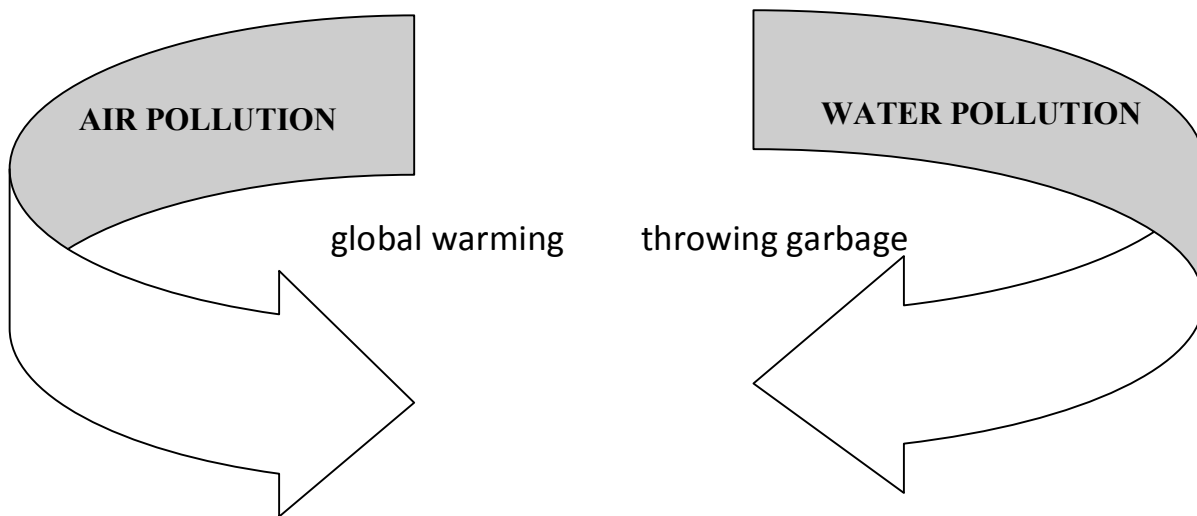 AIR POLLUTION
WATER POLLUTION
global warming
throwing garbage